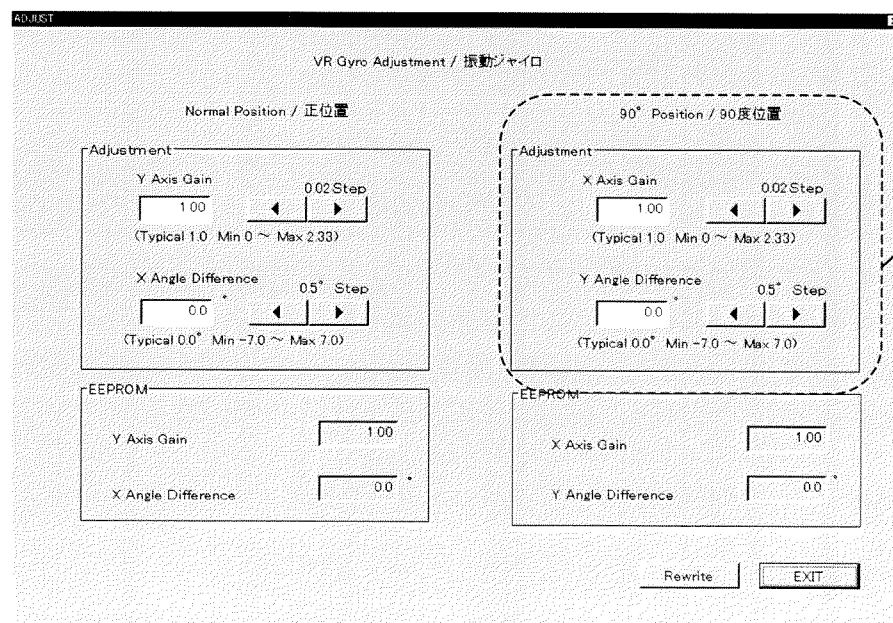 ADJUST
VR Gyro Adjustment / 振動ジャイロ
Normal Position / 正位置
Adjustment
Y Axis Gain
0.02 Step
1.00
◀ ▶
(Typical 1.0 Min 0 ～ Max 2.33)
X Angle Difference
0.5° Step
0.0 °
◀ ▶
(Typical 0.0° Min -7.0 ～ Max 7.0)
EEPROM
Y Axis Gain 1.00
X Angle Difference 0.0 °
90° Position / 90度位置
Adjustment
X Axis Gain
0.02 Step
1.00
◀ ▶
(Typical 1.0 Min 0 ～ Max 2.33)
Y Angle Difference
0.5° Step
0.0 °
◀ ▶
(Typical 0.0° Min -7.0 ～ Max 7.0)
EEPROM
X Axis Gain 1.00
Y Angle Difference 0.0 °
Rewrite EXIT